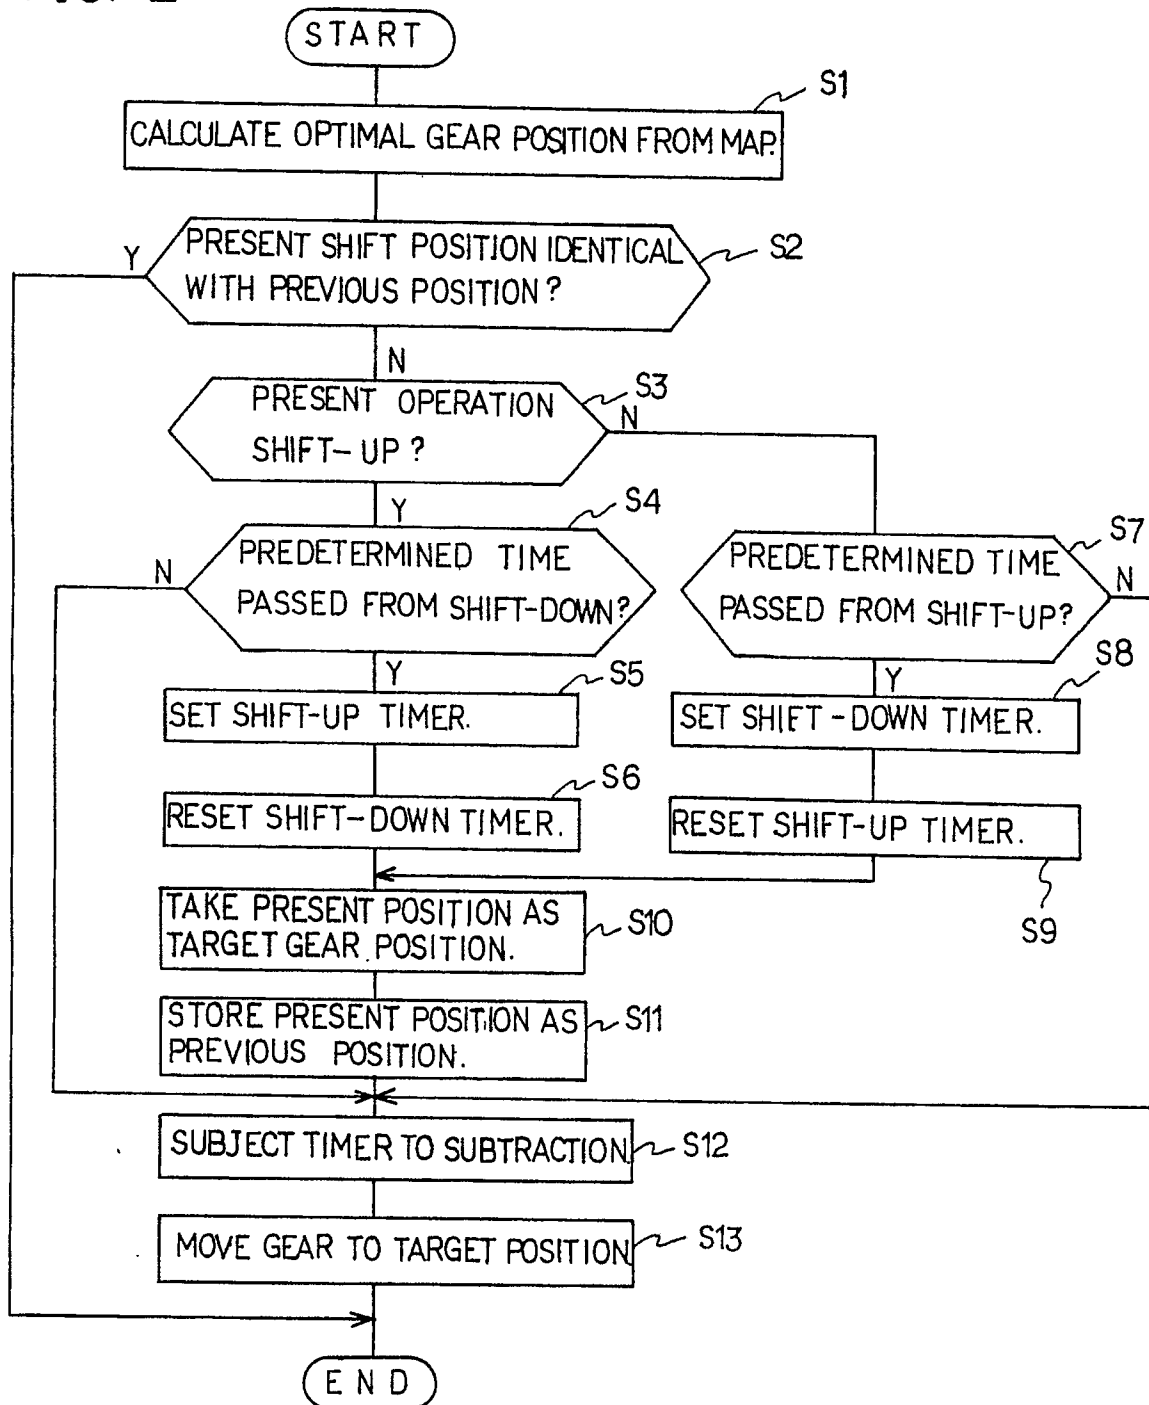 START
S1
CALCULATE OPTIMAL GEAR POSITION FROM MAP.
S2
PRESENT SHIFT POSITION IDENTICAL
WITH PREVIOUS POSITION?
Y
N
S3
PRESENT OPERATION
SHIFT-UP?
N
Y
S4
PREDETERMINED TIME
PASSED FROM SHIFT-DOWN?
N
Y
S7
PREDETERMINED TIME
PASSED FROM SHIFT-UP?
N
Y
S5
SET SHIFT-UP TIMER.
S8
SET SHIFT-DOWN TIMER.
S6
RESET SHIFT-DOWN TIMER.
RESET SHIFT-UP TIMER.
S9
TAKE PRESENT POSITION AS
TARGET GEAR POSITION.
S10
STORE PRESENT POSITION AS
PREVIOUS POSITION.
S11
SUBJECT TIMER TO SUBTRACTION.
S12
MOVE GEAR TO TARGET POSITION
S13
END